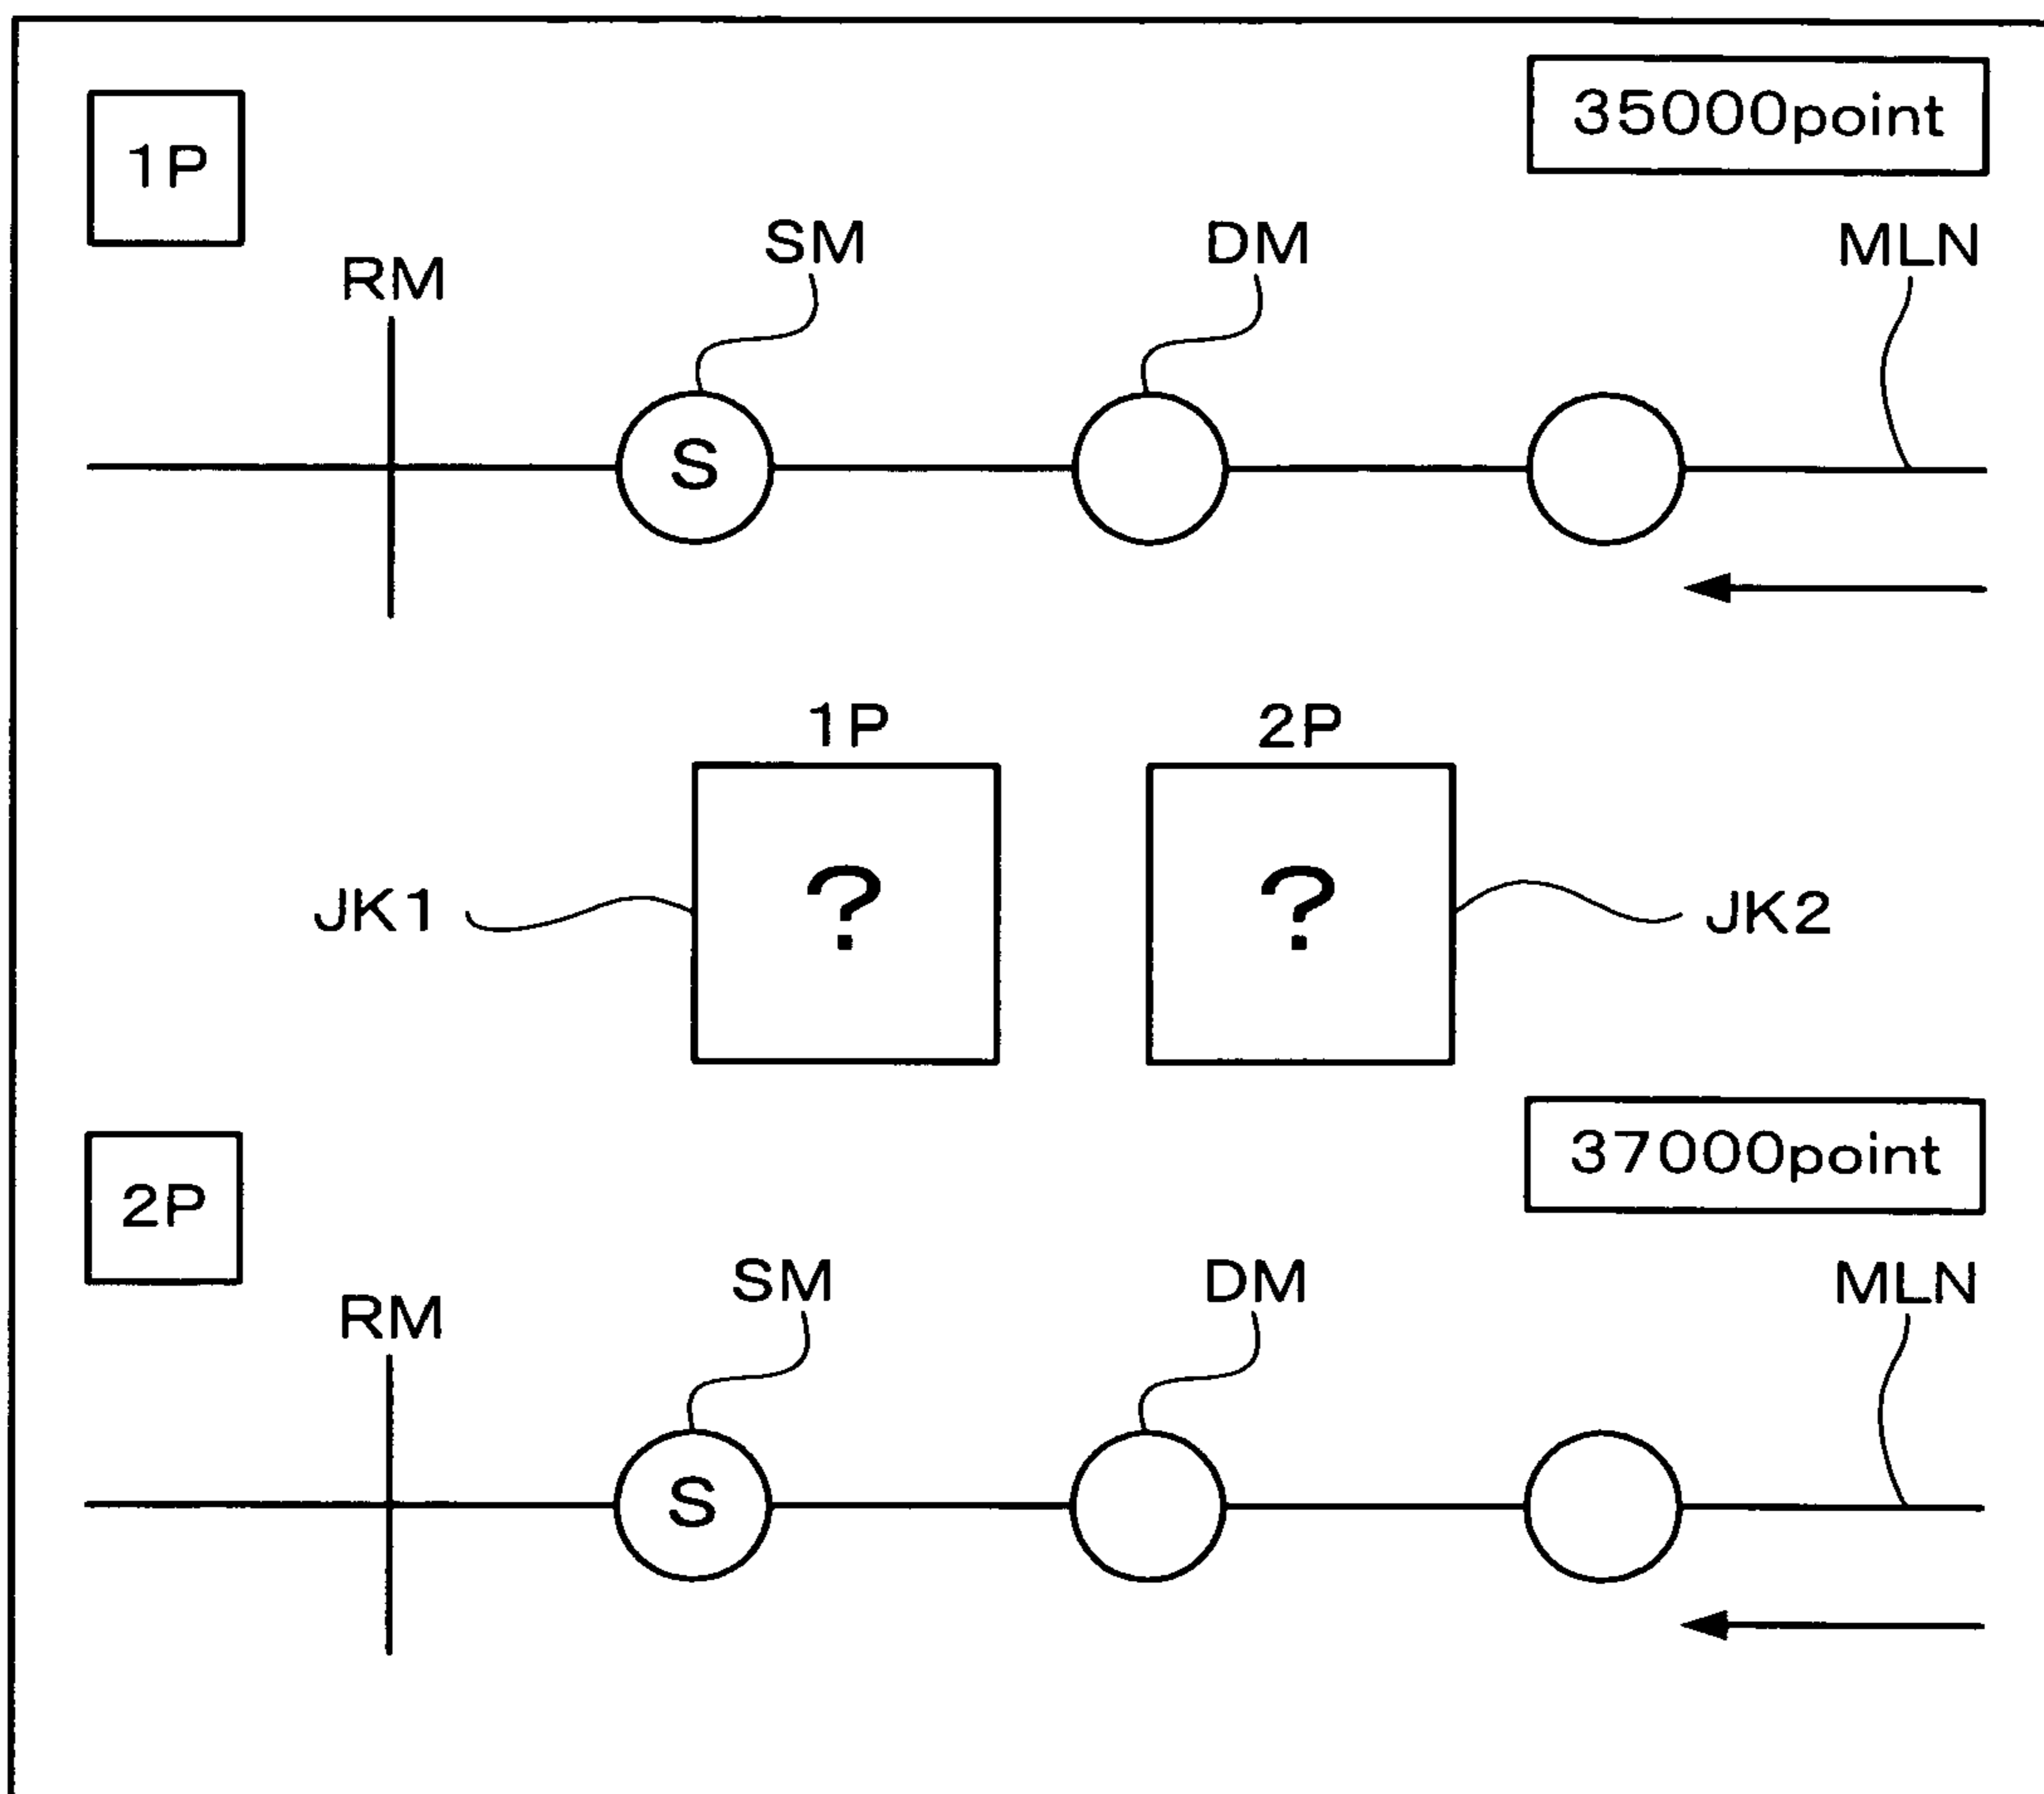 35000point
1P
SM DM MLN
RM
S
1P 2P
? ?
JK1 JK2
37000point
2P
SM DM MLN
RM
S